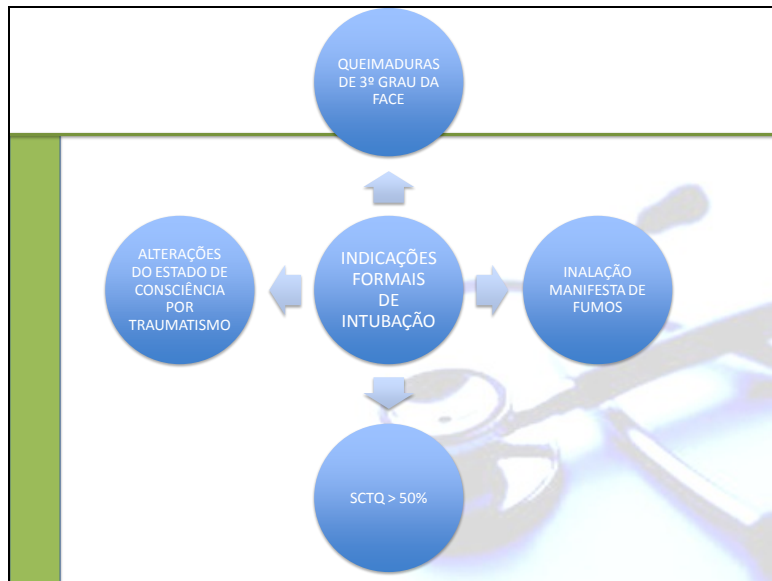 QUEIMADURAS
DE 3º GRAU DA
FACE
ALTERAÇÕES
DO ESTADO DE
CONSCIÊNCIA
POR
TRAUMATISMO
INDICAÇÕES
FORMAIS
DE
INTUBAÇÃO
INALAÇÃO
MANIFESTA DE
FUMOS
SCTQ > 50%